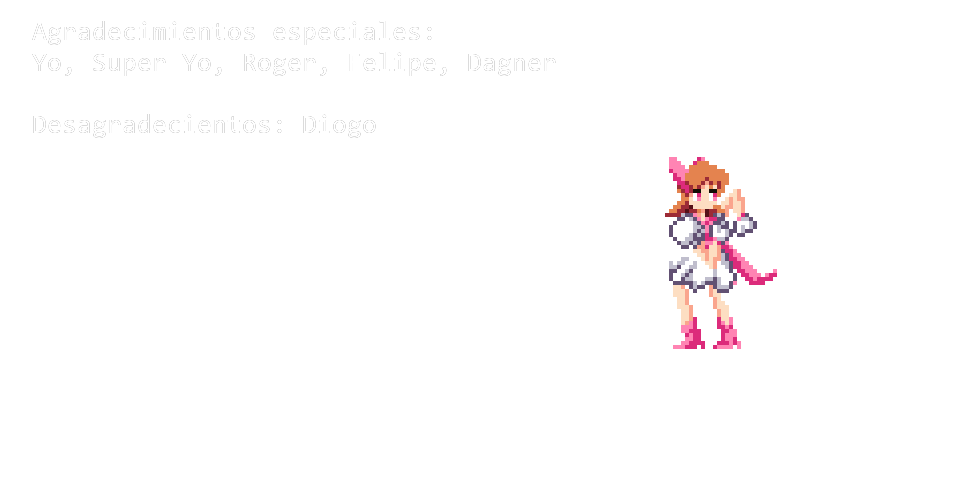 Agradecimientos especiales:
Yo, Super Yo, Roger, Felipe, Dagner
Desagradecientos: Diogo